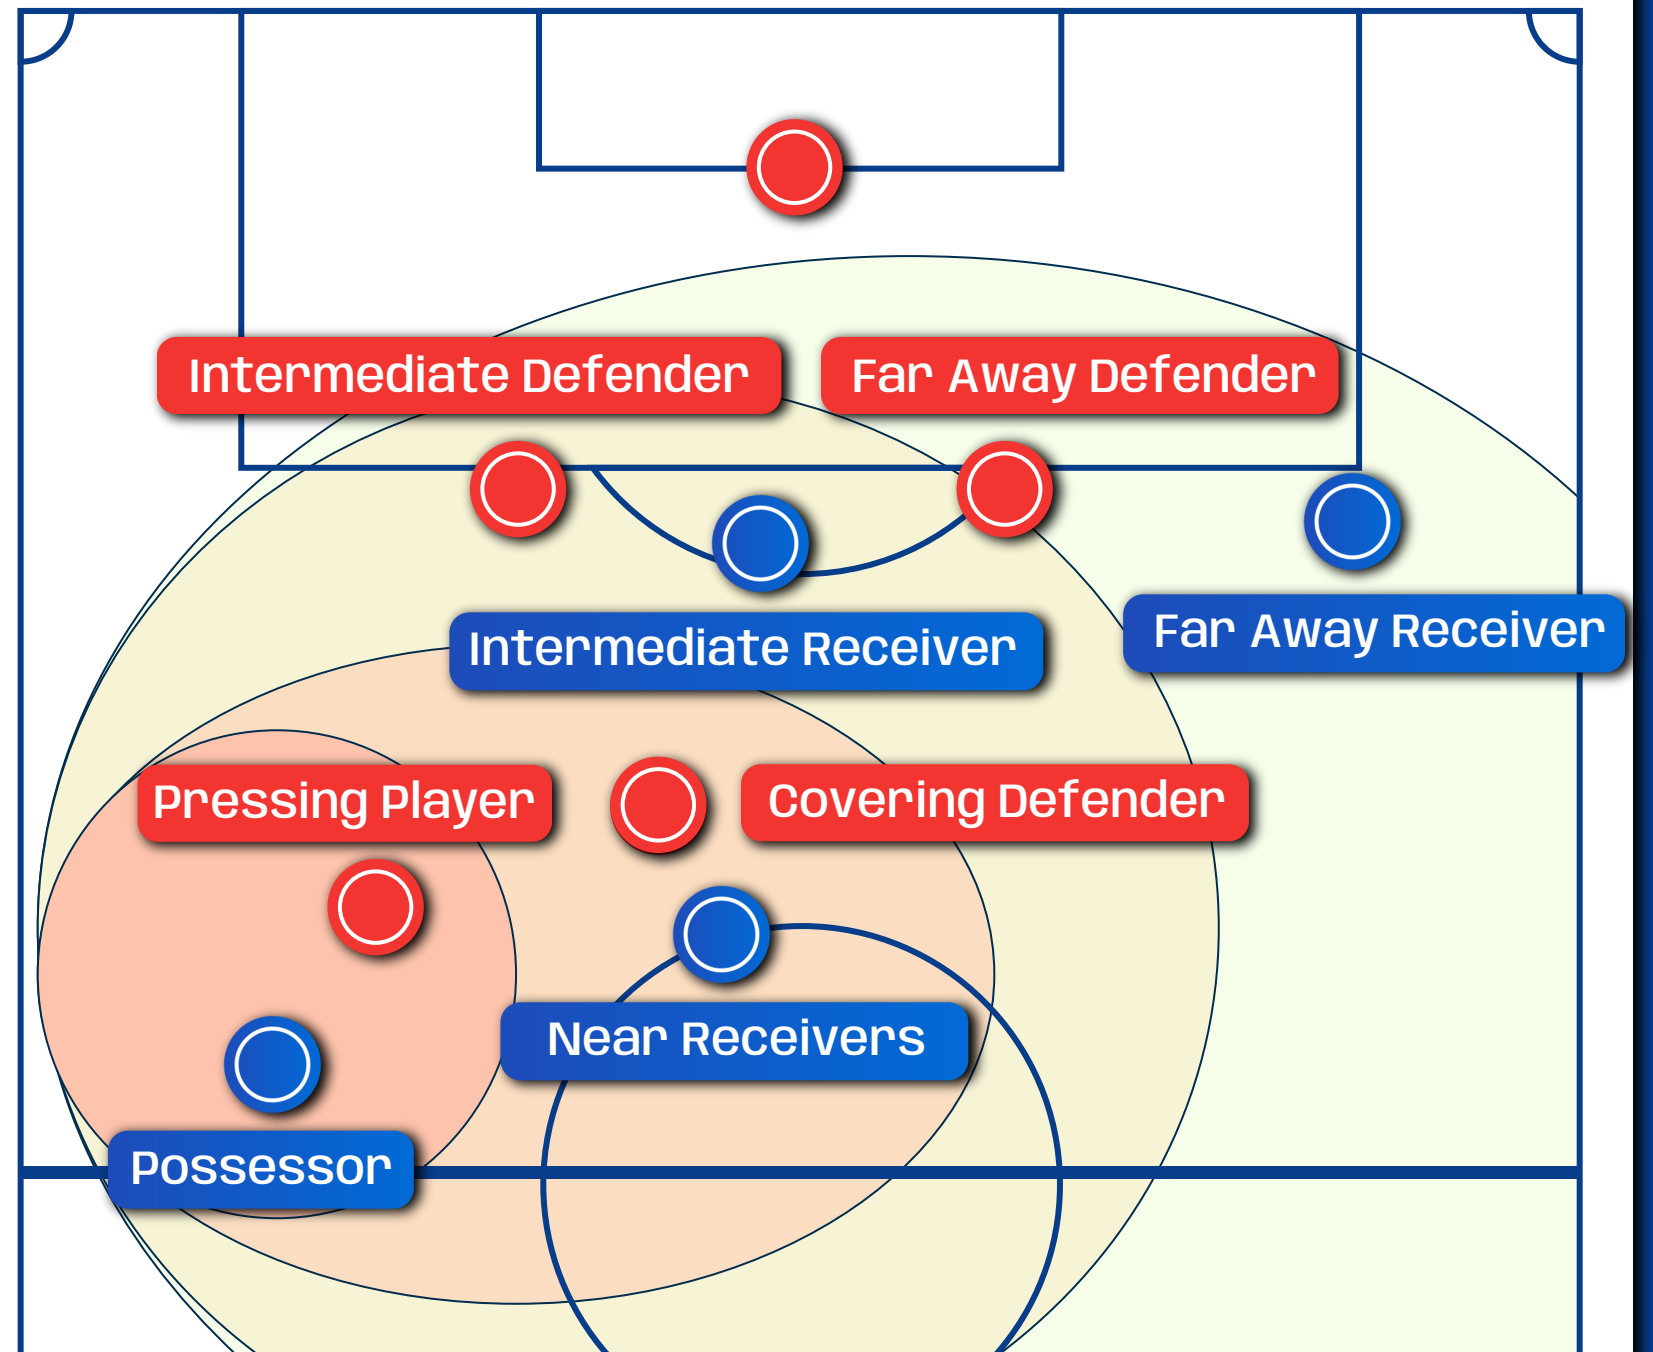 Intermediate Defender
Far Away Defender
Intermediate Receiver
Far Away Receiver
Pressing Player
Covering Defender
Near Receivers
Possessor